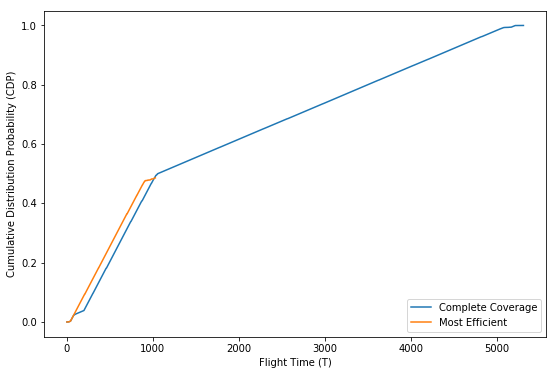 Cumulative Distribution Probability (CDP)
1.0
0.8
0.6
0.4
0.2
0.0
0 1000 2000 3000 4000 5000
Flight Time (T)
Complete Coverage
Most Efficient